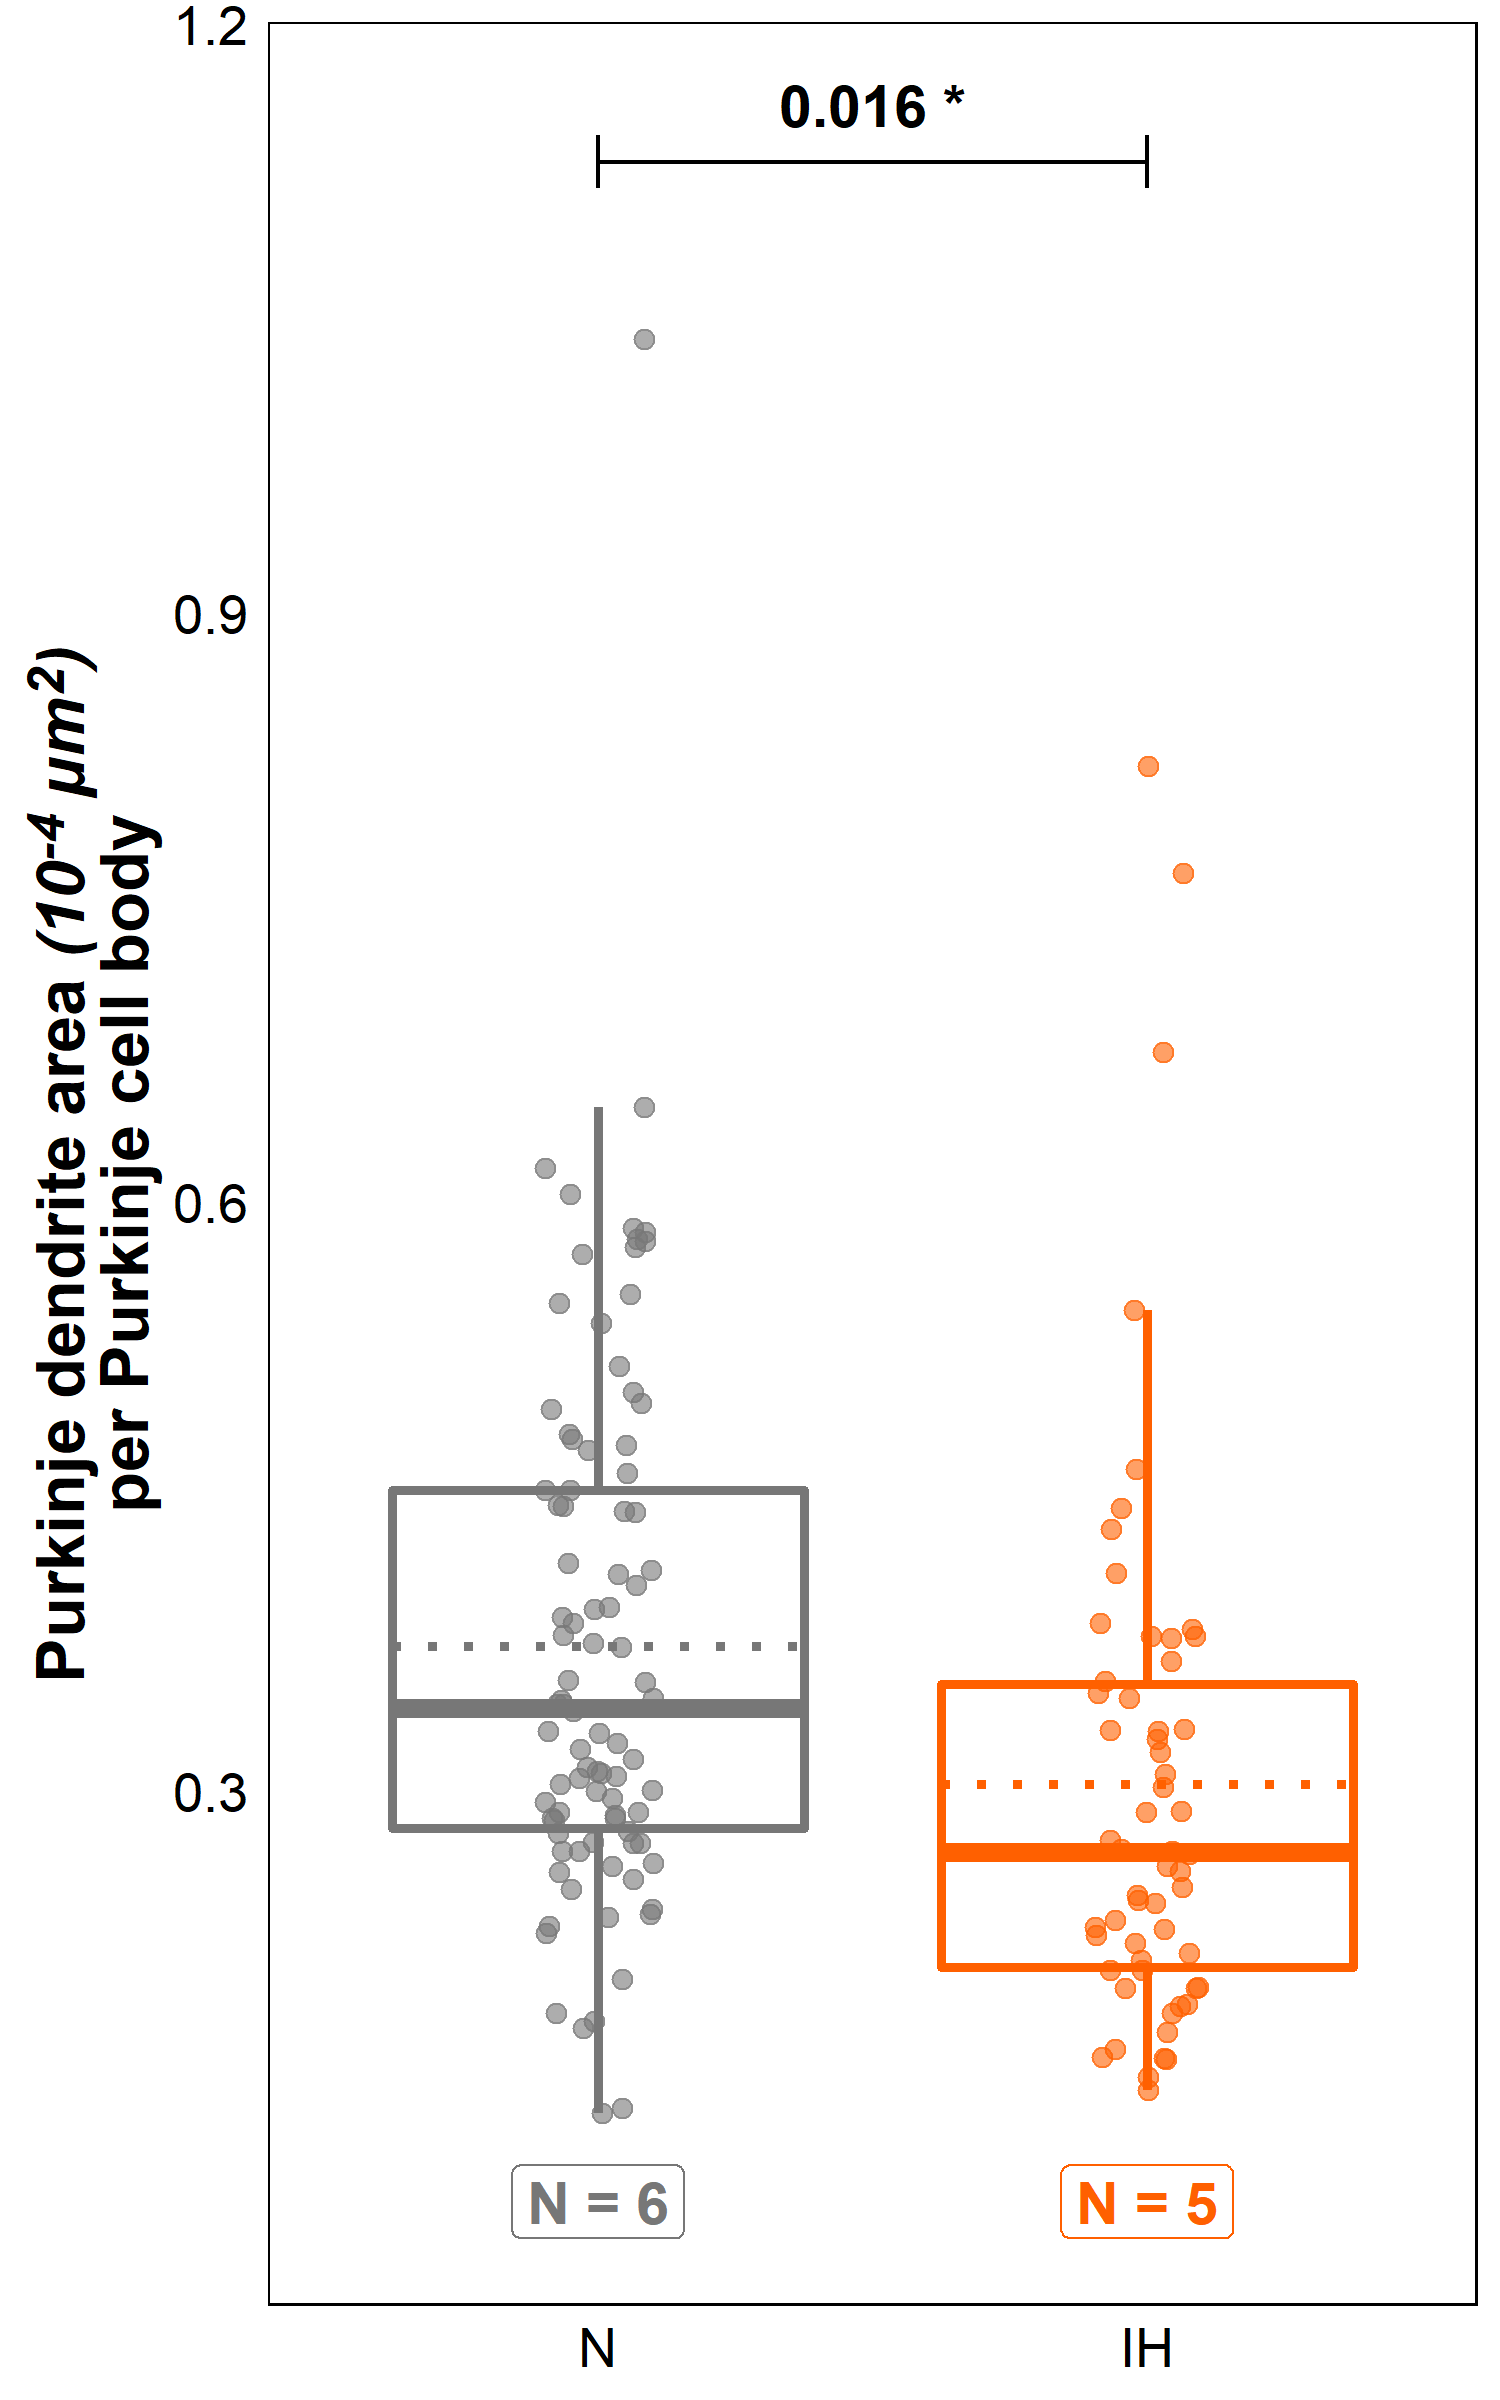 1.2
0.9
0.6
0.3
Purkinje dendrite area (10⁻⁴ µm²)
per Purkinje cell body
0.016 *
N = 6
N = 5
N
IH